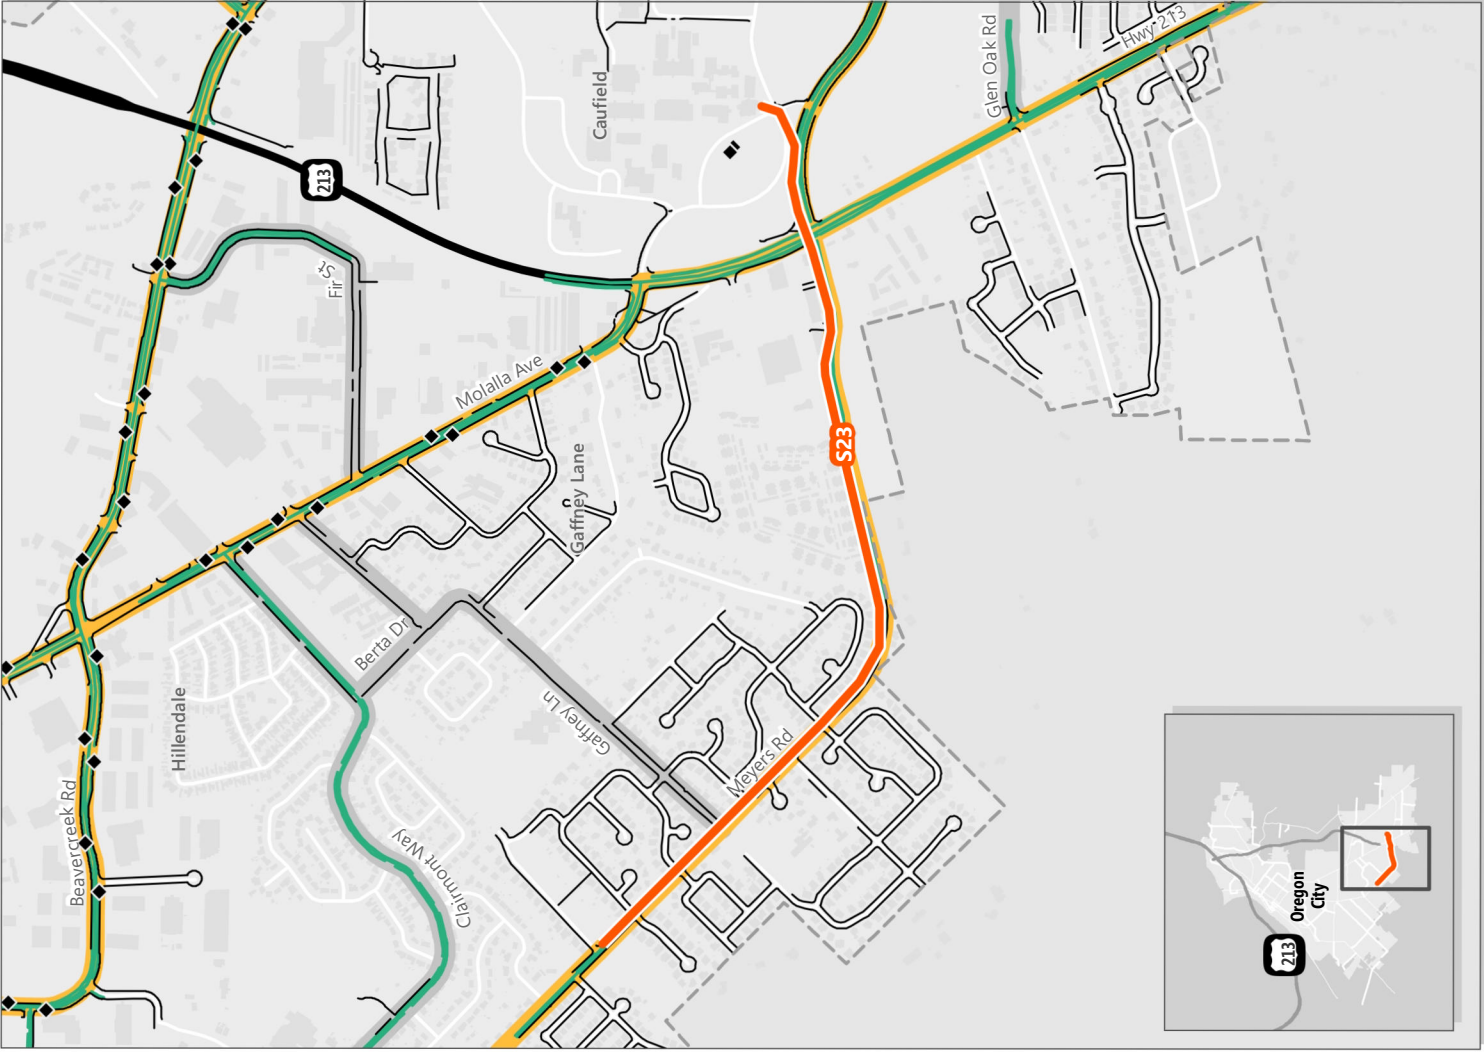 Glen Oak Rd
Hwy 213
Caufield
213
Fir St
Molalla Ave
S23
Gaffney Lane
Berta Dr
Gaffney Ln
Meyers Rd
Hillendale
Beavercreek Rd
Clairmont Way
Oregon
City
213